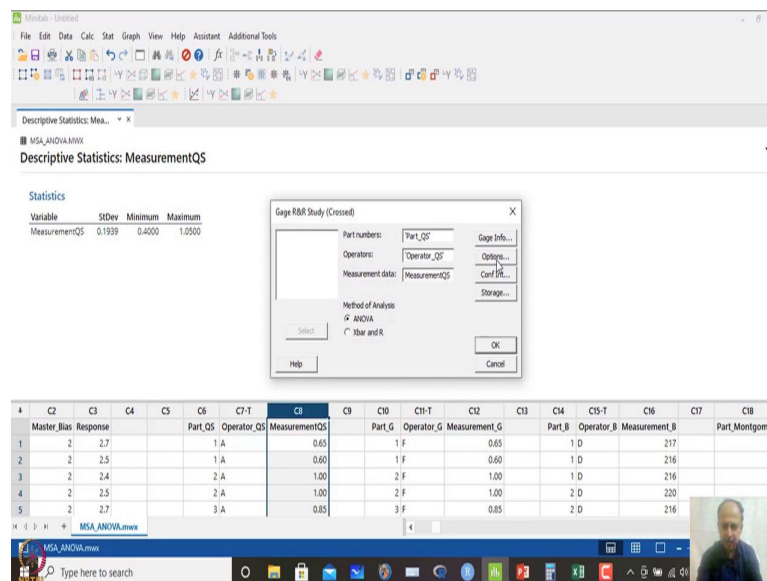 Minitab - Untitled
File Edit Data Calc Stat Graph View Help Assistant Additional Tools
Descriptive Statistics: Mea...
MSA_ANOVA.MWX
Descriptive Statistics: MeasurementQS
Statistics
Variable StDev Minimum Maximum
MeasurementQS 0.1939 0.4000 1.0500
Gage R&R Study (Crossed) X
Part numbers: 'Part_QS' Gage Info...
Operators: 'Operator_QS' Options...
Measurement data: MeasurementQS Conf Int...
Storage...
Method of Analysis
ANOVA
Xbar and R
Select
OK
Help Cancel
C2 C3 C4 C5 C6 C7-T C8 C9 C10 C11-T C12 C13 C14 C15-T C16 C17 C18
Master_Bias Response Part_QS Operator_QS MeasurementQS Part_G Operator_G Measurement_G Part_B Operator_B Measurement_B Part_Montgom
1 2 2.7 1 A 0.65 1 F 0.65 1 D 217
2 2 2.5 1 A 0.60 1 F 0.60 1 D 216
3 2 2.4 2 A 1.00 2 F 1.00 1 D 216
4 2 2.5 2 A 1.00 2 F 1.00 2 D 220
5 2 2.7 3 A 0.85 3 F 0.85 2 D 216
MSA_ANOVA.mwx
MSA_ANOVA.mwx
Type here to search